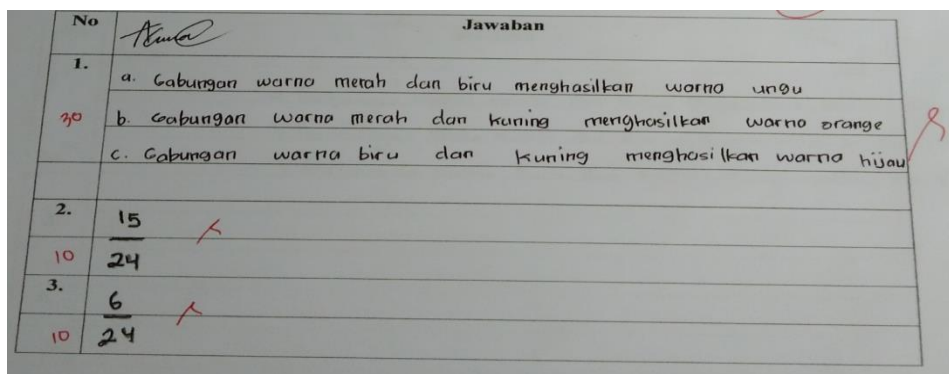 No Jawaban
1.
a. Gabungan warna merah dan biru menghasilkan warna ungu
30 b. Gabungan warna merah dan kuning menghasilkan warna orange
c. Gabungan warna biru dan kuning menghasilkan warna hijau
2. 15
10 24
3. 6
10 24